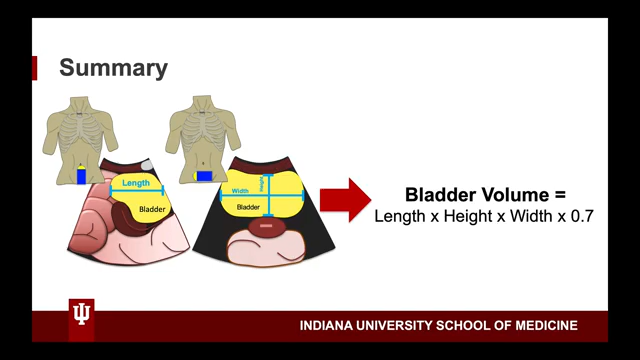 Summary
Length
Bladder
Width
Height
Bladder
Bladder Volume =
Length x Height x Width x 0.7
INDIANA UNIVERSITY SCHOOL OF MEDICINE